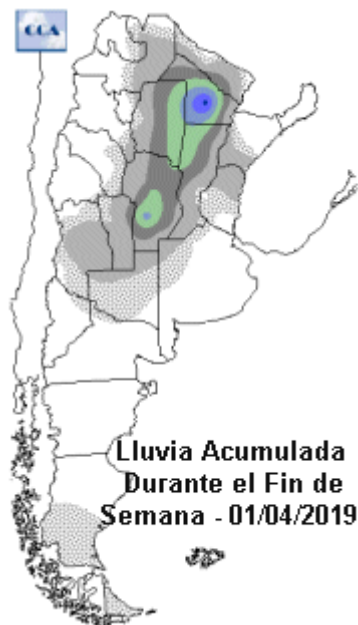 CCA
Lluvia Acumulada
Durante el Fin de
Semana - 01/04/2019